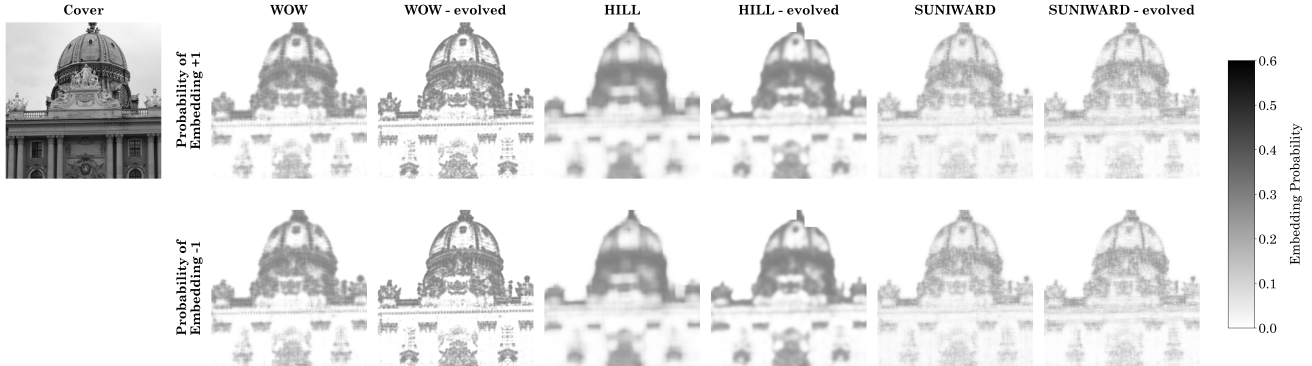 Cover
WOW
WOW - evolved
HILL
HILL - evolved
SUNIWARD
SUNIWARD - evolved
Probability of
Embedding +1
Probability of
Embedding -1
0.6
0.5
0.4
0.3
0.2
0.1
0.0
Embedding Probability